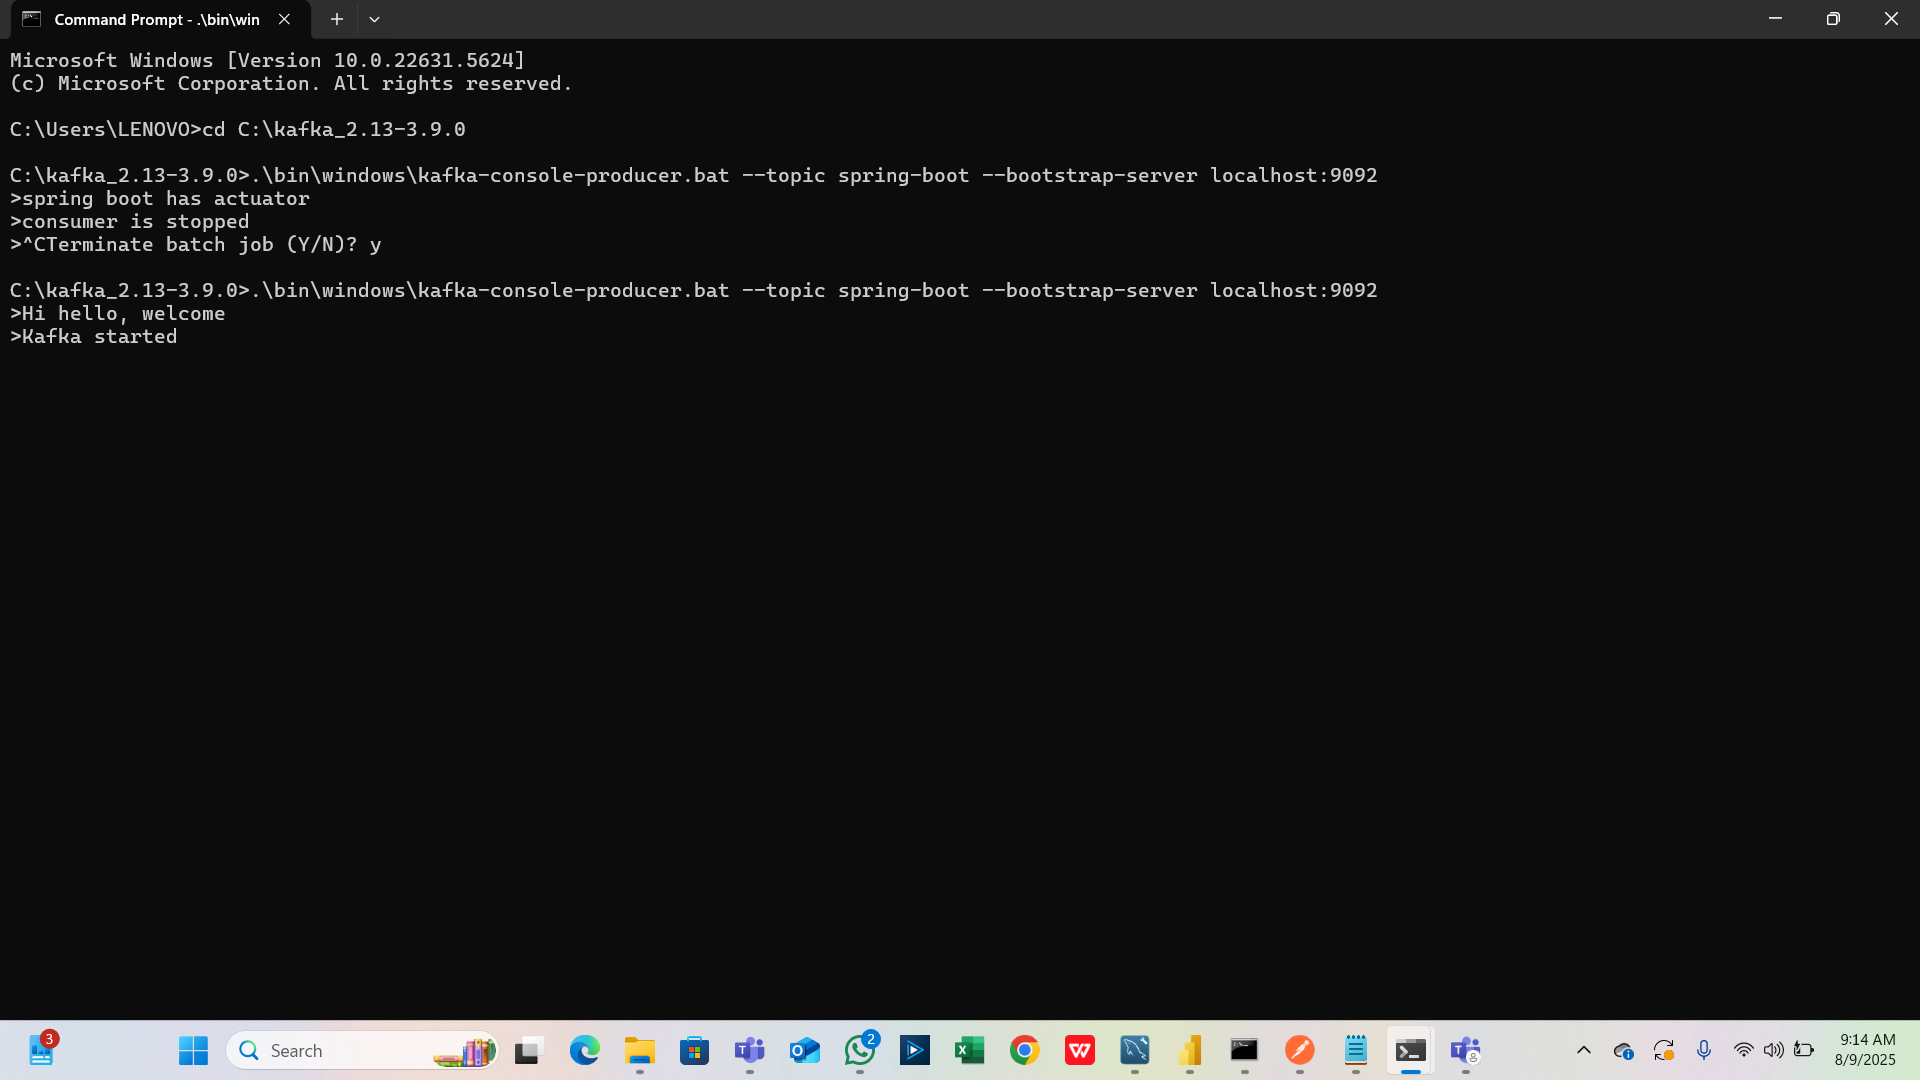 Command Prompt - .\bin\win
Microsoft Windows [Version 10.0.22631.5624]
(c) Microsoft Corporation. All rights reserved.
C:\Users\LENOVO>cd C:\kafka_2.13-3.9.0
C:\kafka_2.13-3.9.0>.\bin\windows\kafka-console-producer.bat --topic spring-boot --bootstrap-server localhost:9092
>spring boot has actuator
>consumer is stopped
>^CTerminate batch job (Y/N)? y
C:\kafka_2.13-3.9.0>.\bin\windows\kafka-console-producer.bat --topic spring-boot --bootstrap-server localhost:9092
>Hi hello, welcome
>Kafka started
3
Search
2
9:14 AM
8/9/2025